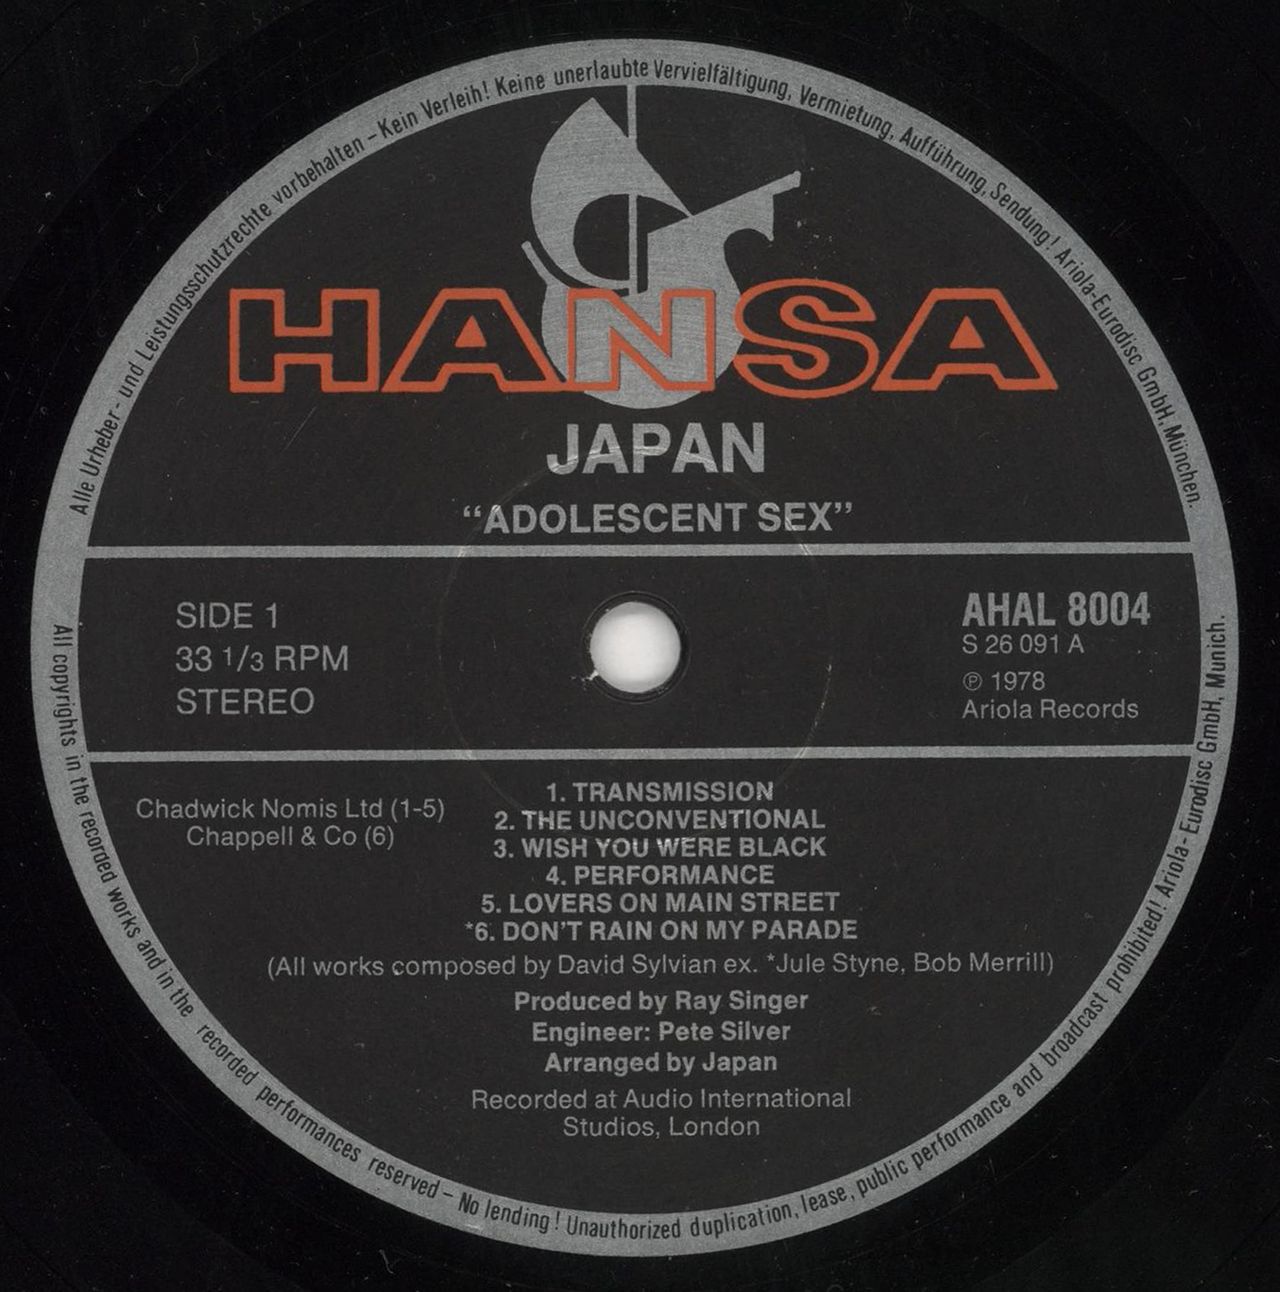 Alle Urheber- und Leistungsschutzrechte vorbehalten – Kein Verleih! Keine unerlaubte Vervielfältigung, Vermietung, Aufführung, Sendung! Ariola-Eurodisc GmbH, München.
HANSA
JAPAN
“ADOLESCENT SEX”
SIDE 1
33 1/3 RPM
STEREO
AHAL 8004
S 26 091 A
℗ 1978
Ariola Records
Chadwick Nomis Ltd (1-5)
Chappell & Co (6)
1. TRANSMISSION
2. THE UNCONVENTIONAL
3. WISH YOU WERE BLACK
4. PERFORMANCE
5. LOVERS ON MAIN STREET
*6. DON'T RAIN ON MY PARADE
(All works composed by David Sylvian ex. *Jule Styne, Bob Merrill)
Produced by Ray Singer
Engineer: Pete Silver
Arranged by Japan
Recorded at Audio International
Studios, London
All copyrights in the recorded works and in the recorded performances reserved – No lending! Unauthorized duplication, lease, public performance and broadcast prohibited! Ariola-Eurodisc GmbH, Munich.